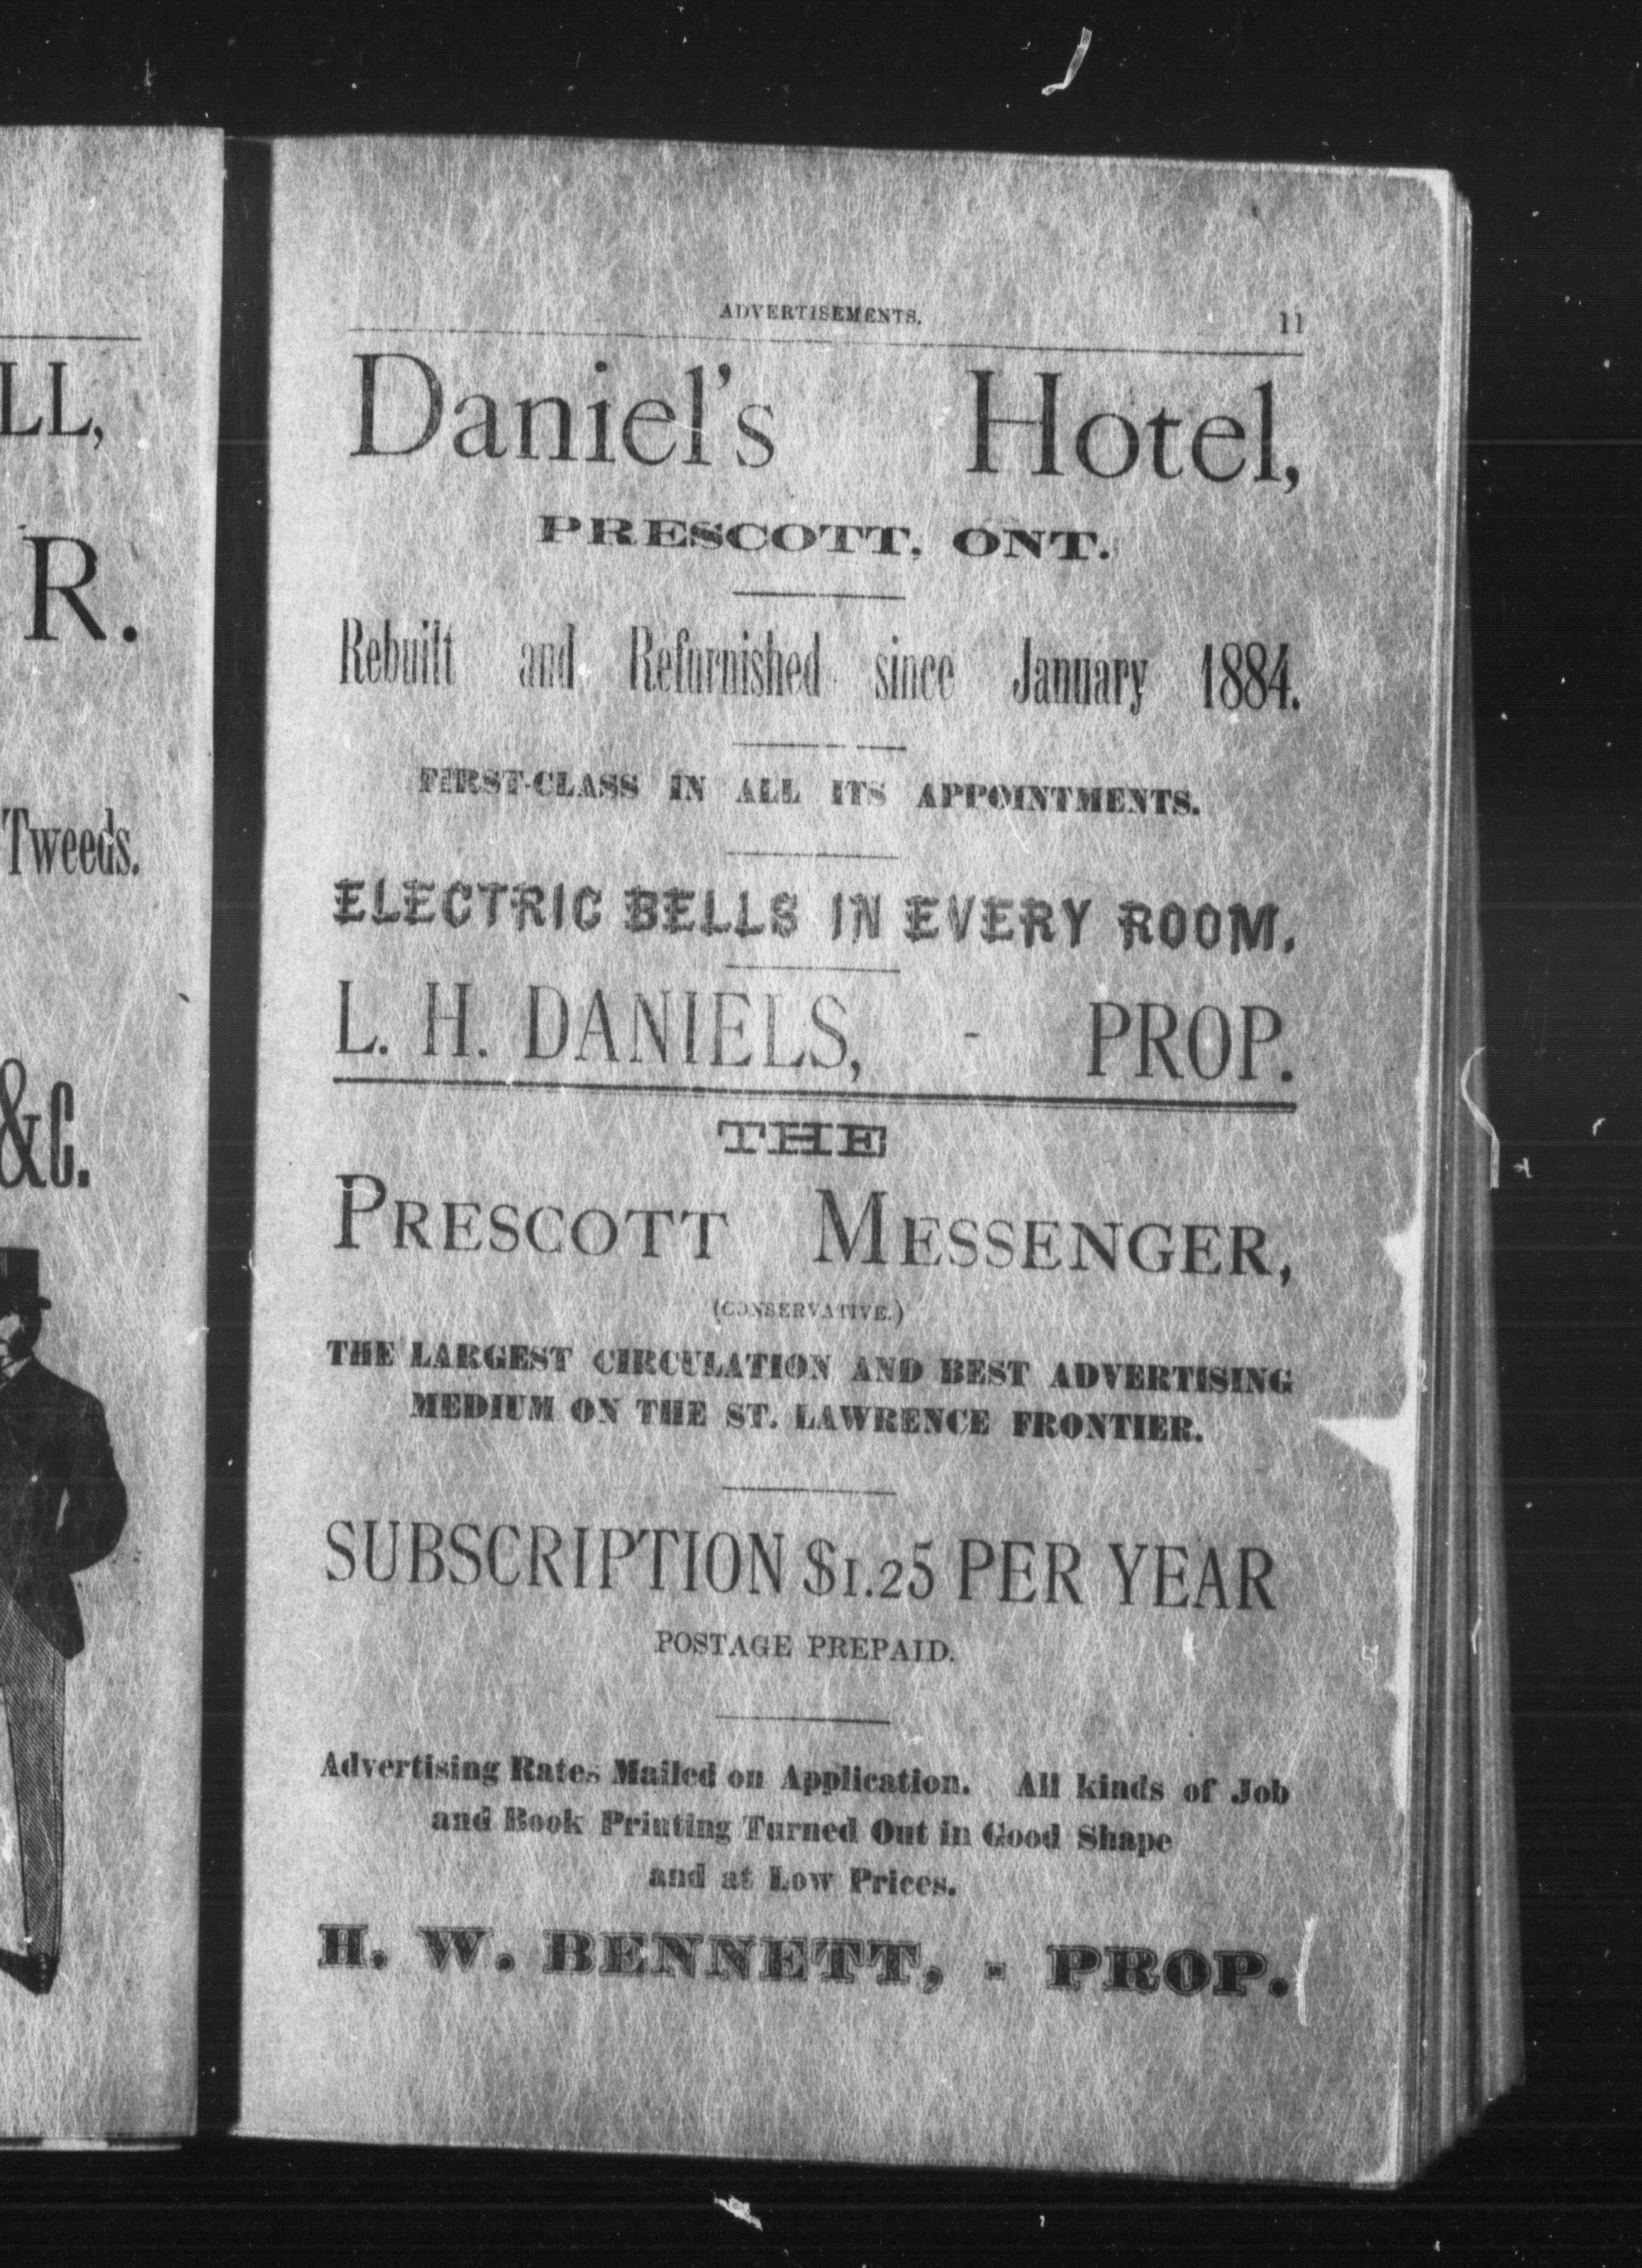 LL,
R.
Tweeds.
&c.
ADVERTISEMENTS. 11
Daniel's Hotel,
PRESCOTT, ONT.
Rebuilt and Refurnished since January 1884.
FIRST-CLASS IN ALL ITS APPOINTMENTS.
ELECTRIC BELLS IN EVERY ROOM.
L. H. DANIELS, - PROP.
THE
PRESCOTT MESSENGER,
(CONSERVATIVE.)
THE LARGEST CIRCULATION AND BEST ADVERTISING
MEDIUM ON THE ST. LAWRENCE FRONTIER.
SUBSCRIPTION $1.25 PER YEAR
POSTAGE PREPAID.
Advertising Rates Mailed on Application. All kinds of Job
and Book Printing Turned Out in Good Shape
and at Low Prices.
H. W. BENNETT, - PROP.